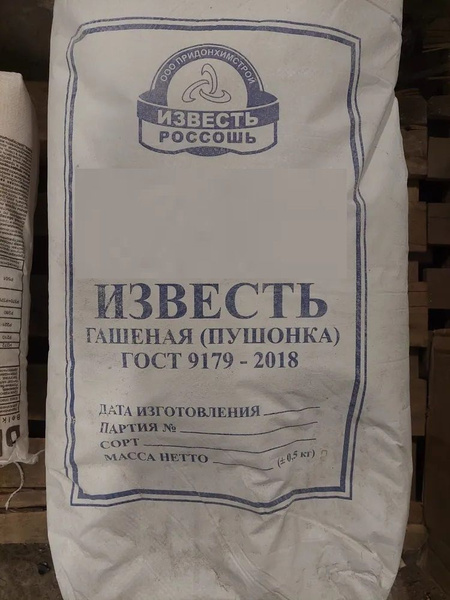 ООО ПРИДОНХИМСТРОЙ
ИЗВЕСТЬ
РОССОШЬ
ИЗВЕСТЬ
ГАШЕНАЯ (ПУШОНКА)
ГОСТ 9179 - 2018
ДАТА ИЗГОТОВЛЕНИЯ
ПАРТИЯ №
СОРТ
МАССА НЕТТО (± 0,5 кг)